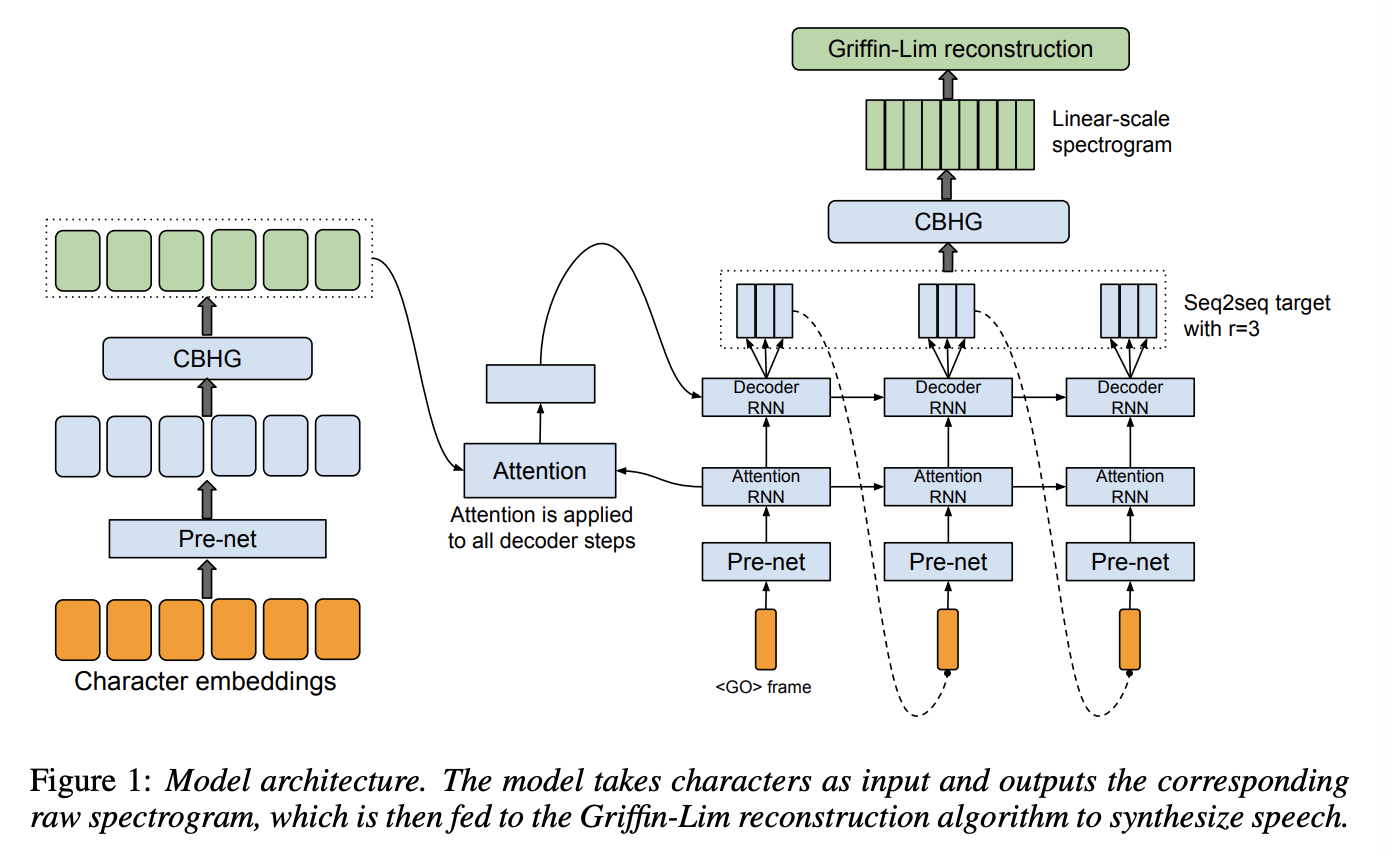 Griffin-Lim reconstruction
Linear-scale
spectrogram
CBHG
Seq2seq target
with r=3
CBHG
Decoder
RNN
Decoder
RNN
Decoder
RNN
Attention
Attention
RNN
Attention
RNN
Attention
RNN
Attention is applied
to all decoder steps
Pre-net
Pre-net
Pre-net
Pre-net
Character embeddings
<GO> frame
Figure 1: Model architecture. The model takes characters as input and outputs the corresponding
raw spectrogram, which is then fed to the Griffin-Lim reconstruction algorithm to synthesize speech.